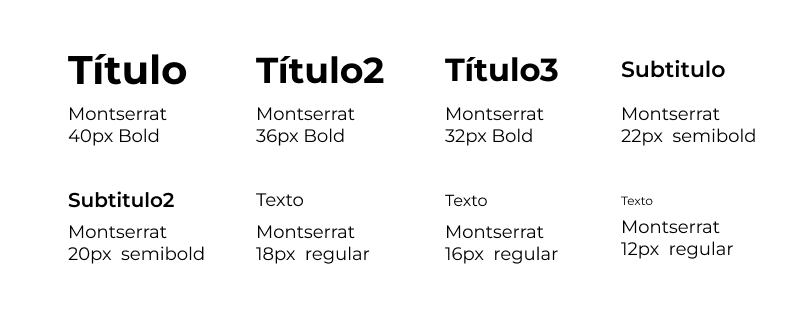 Título
Montserrat
40px Bold
Título2
Montserrat
36px Bold
Título3
Montserrat
32px Bold
Subtitulo
Montserrat
22px  semibold
Subtitulo2
Montserrat
20px  semibold
Texto
Montserrat
18px  regular
Texto
Montserrat
16px  regular
Texto
Montserrat
12px  regular